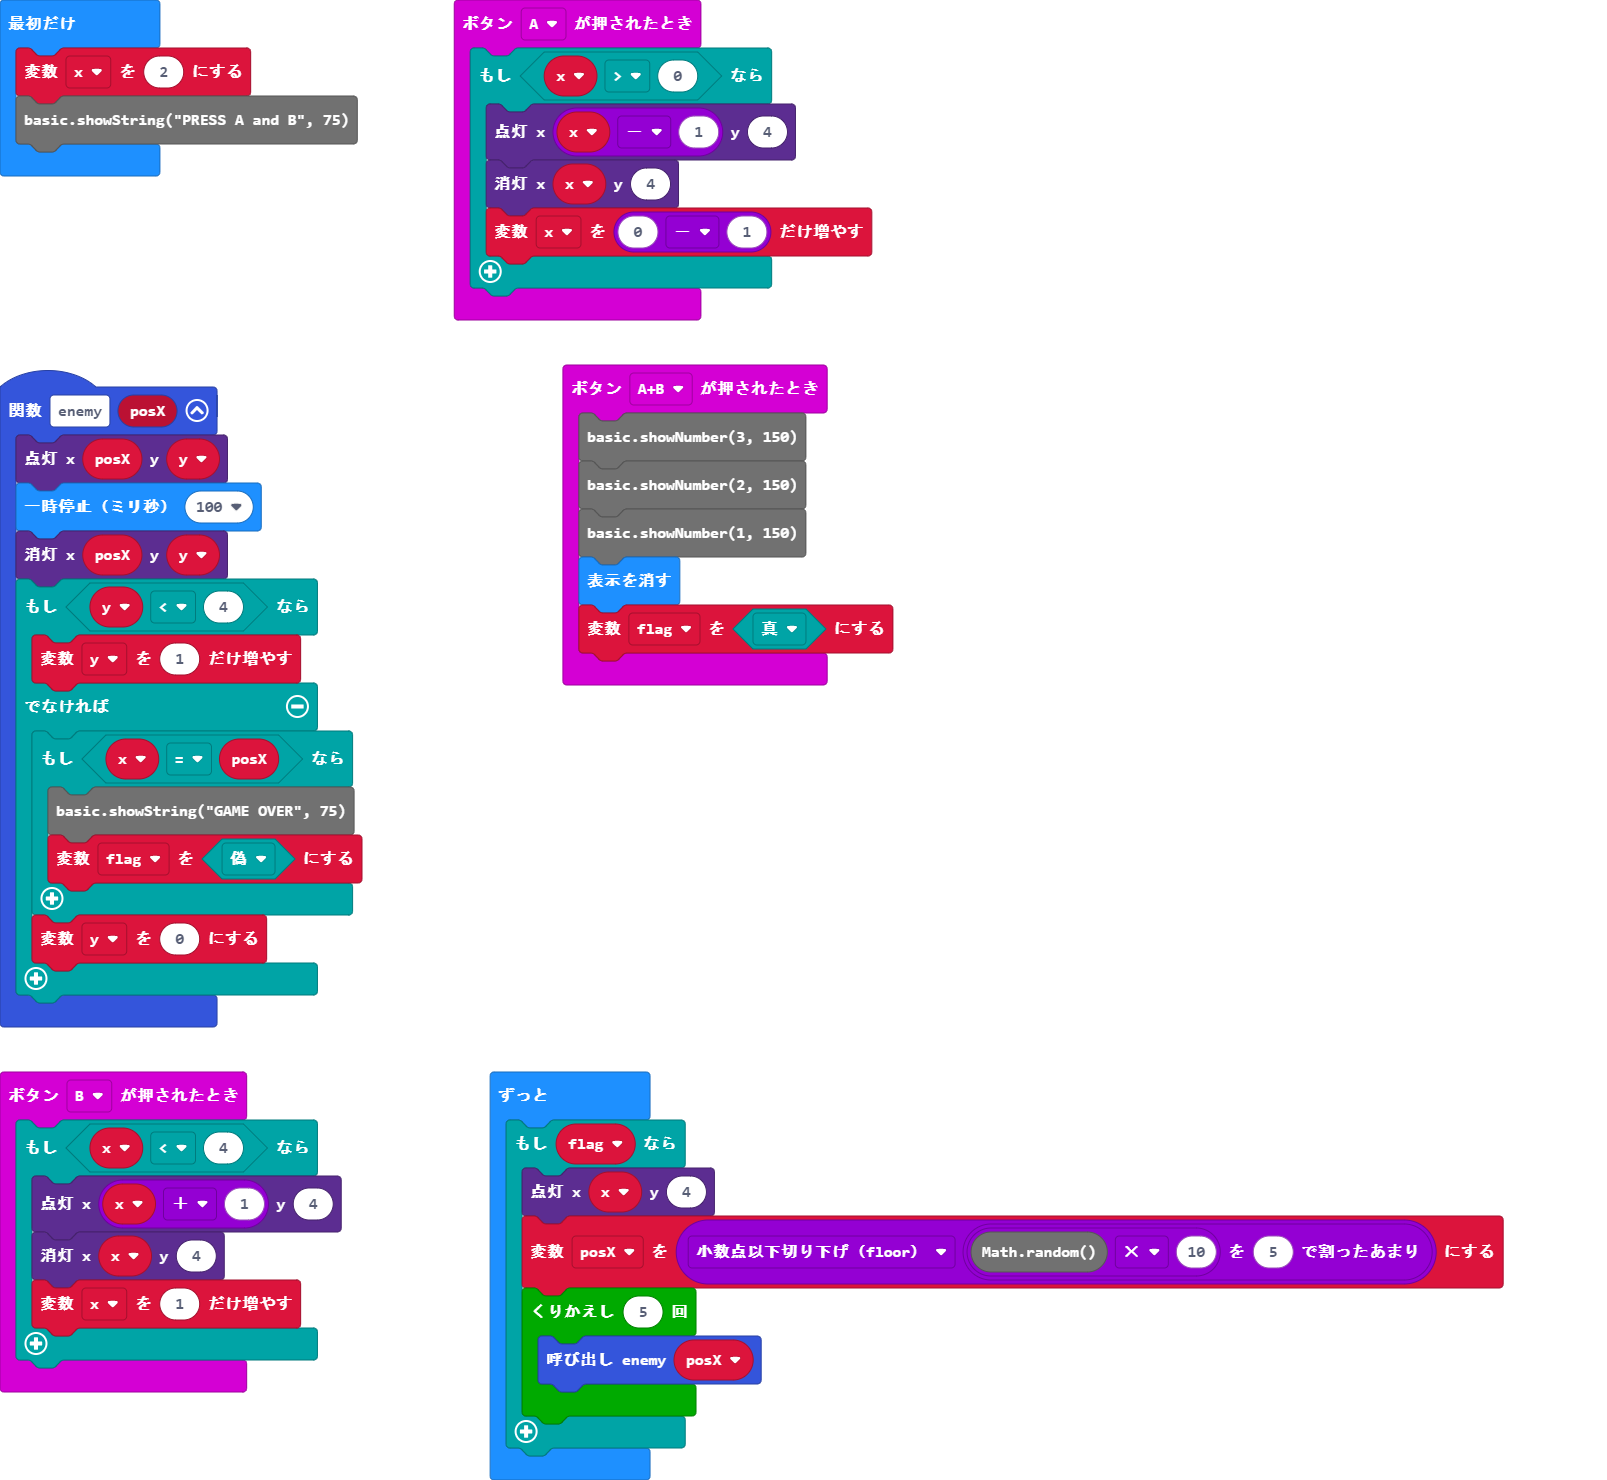 最初だけ
変数 x を 2 にする
basic.showString("PRESS A and B", 75)
ボタン A が押されたとき
もし x > 0 なら
点灯 x x － 1 y 4
消灯 x x y 4
変数 x を 0 － 1 だけ増やす
関数 enemy posX
点灯 x posX y y
一時停止（ミリ秒） 100
消灯 x posX y y
もし y < 4 なら
変数 y を 1 だけ増やす
でなければ
もし x = posX なら
basic.showString("GAME OVER", 75)
変数 flag を 偽 にする
変数 y を 0 にする
ボタン A+B が押されたとき
basic.showNumber(3, 150)
basic.showNumber(2, 150)
basic.showNumber(1, 150)
表示を消す
変数 flag を 真 にする
ボタン B が押されたとき
もし x < 4 なら
点灯 x x ＋ 1 y 4
消灯 x x y 4
変数 x を 1 だけ増やす
ずっと
もし flag なら
点灯 x x y 4
変数 posX を 小数点以下切り下げ（floor） Math.random() × 10 を 5 で割ったあまり にする
くりかえし 5 回
呼び出し enemy posX